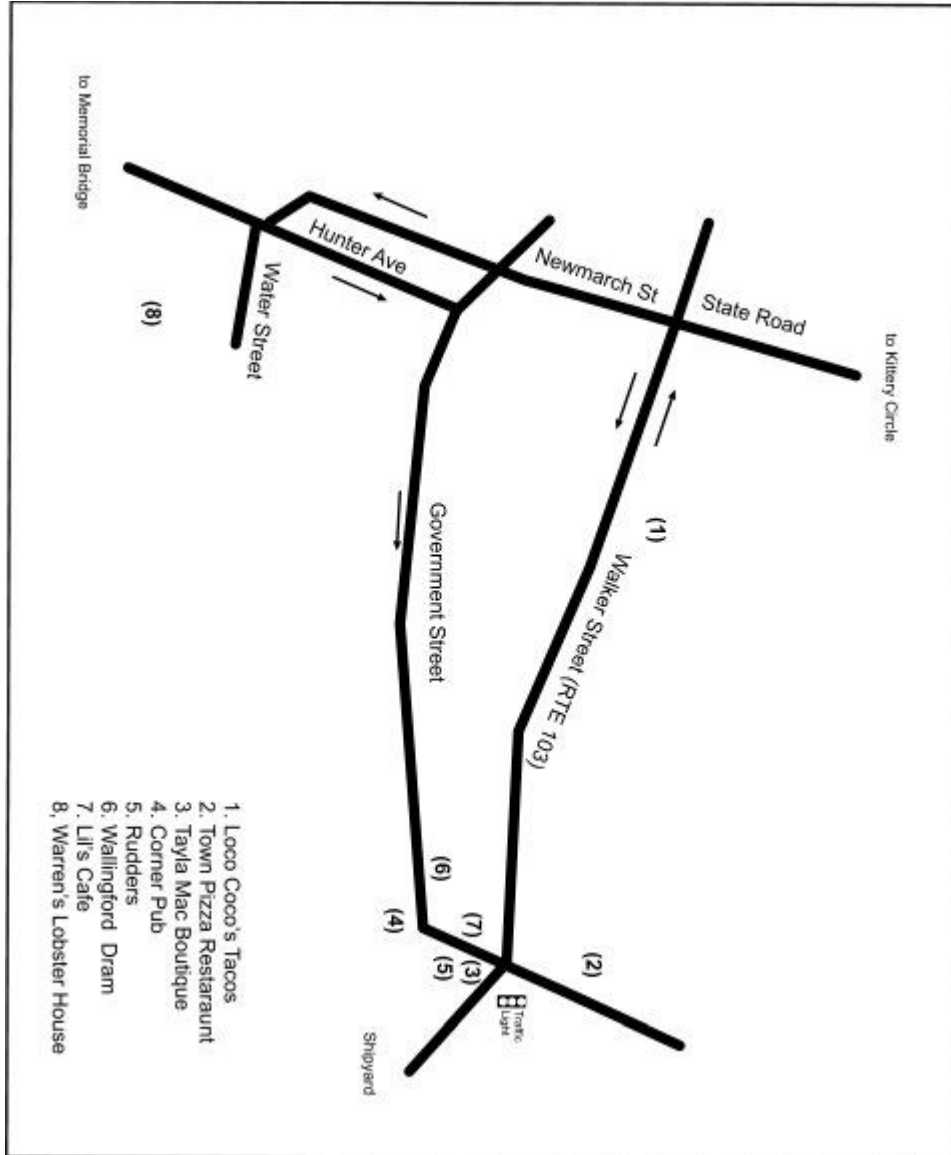 to Kittery Circle
State Road
Newmarch St
Hunter Ave
to Memorial Bridge
Water Street
(8)
(1)
Walker Street (RTE 103)
Government Street
(2)
(6)
(7)
(4)
(3)
(5)
Traffic
Light
Shipyard
1. Loco Coco's Tacos
2. Town Pizza Restaraunt
3. Tayla Mac Boutique
4. Corner Pub
5. Rudders
6. Wallingford Dram
7. Lil's Cafe
8, Warren's Lobster House